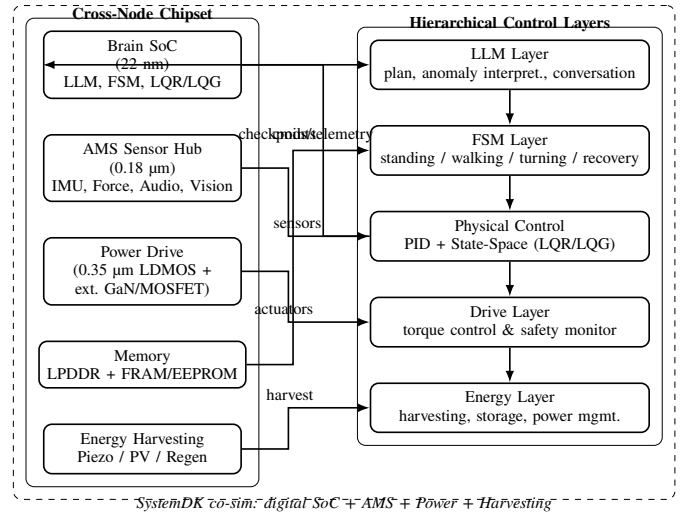 Cross-Node Chipset
Brain SoC
(22 nm)
LLM, FSM, LQR/LQG
AMS Sensor Hub
(0.18 μm)
IMU, Force, Audio, Vision
Power Drive
(0.35 μm LDMOS +
ext. GaN/MOSFET)
Memory
LPDDR + FRAM/EEPROM
Energy Harvesting
Piezo / PV / Regen
sensors
actuators
harvest
Hierarchical Control Layers
LLM Layer
plan, anomaly interpret., conversation
FSM Layer
standing / walking / turning / recovery
Physical Control
PID + State-Space (LQR/LQG)
Drive Layer
torque control & safety monitor
Energy Layer
harvesting, storage, power mgmt.
SystemDK co-sim: digital SoC + AMS + Power + Harvesting